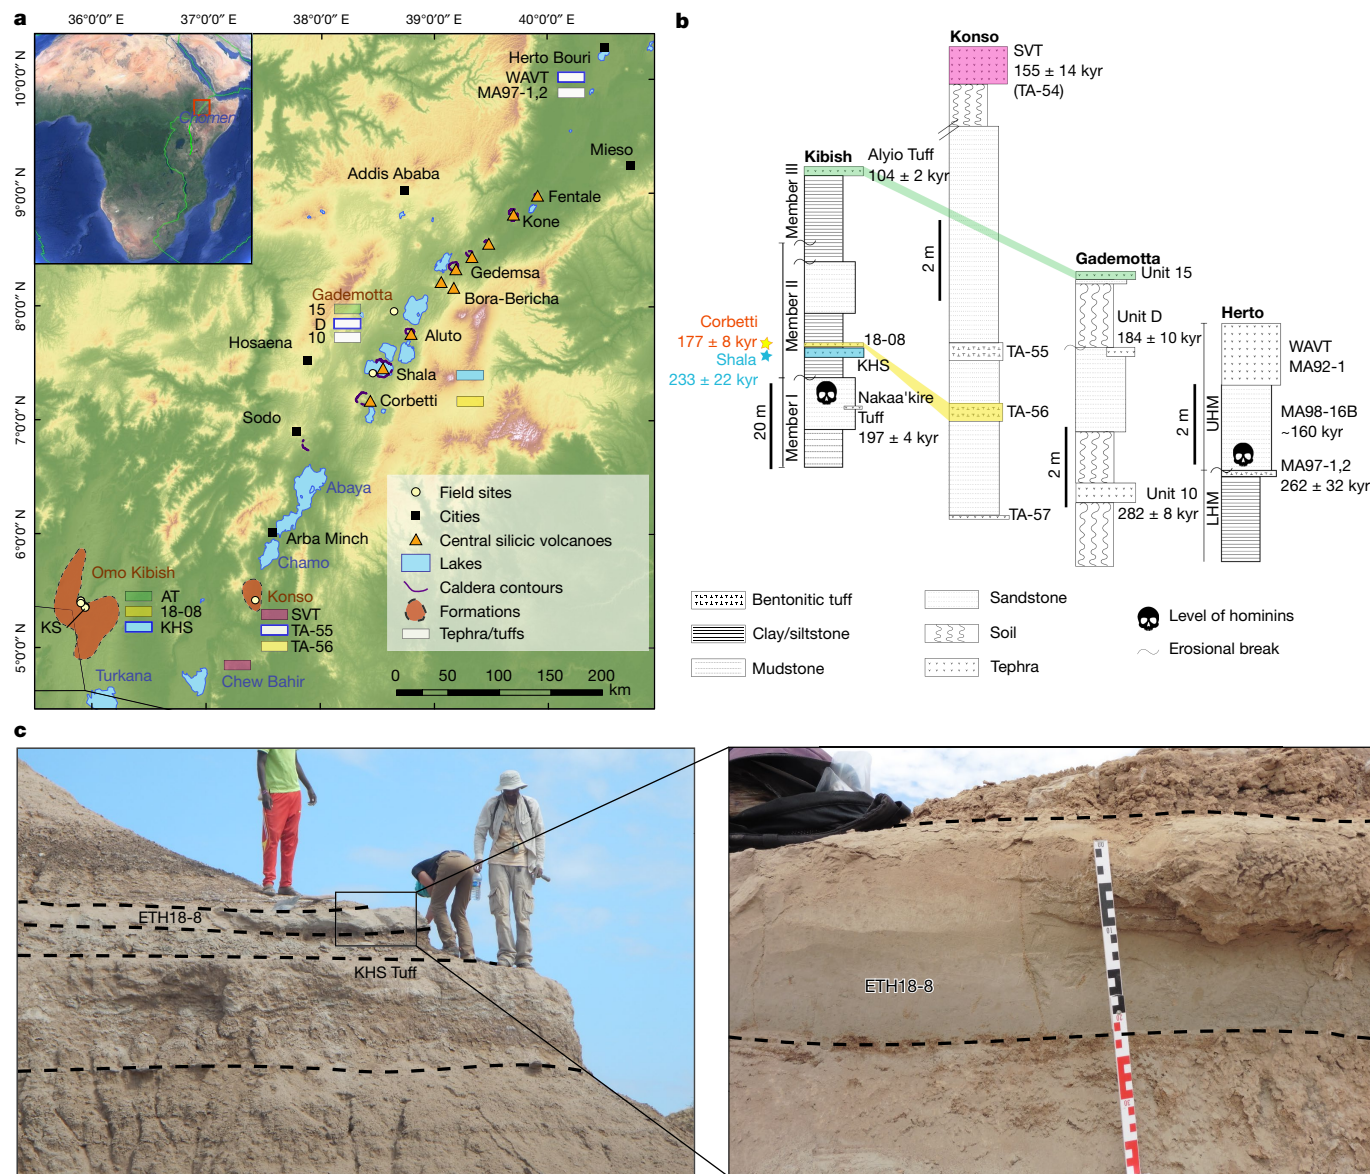 a
36°0'0" E
37°0'0" E
38°0'0" E
39°0'0" E
40°0'0" E
10°0'0" N
9°0'0" N
8°0'0" N
7°0'0" N
6°0'0" N
5°0'0" N
Chomen
Herto Bouri
WAVT
MA97-1,2
Mieso
Addis Ababa
Fentale
Kone
Gedemsa
Bora-Bericha
Gademotta
15
D
10
Aluto
Hosaena
Shala
Corbetti
Sodo
Abaya
Arba Minch
Chamo
Omo Kibish
AT
18-08
KHS
KS
Konso
SVT
TA-55
TA-56
Turkana
Chew Bahir
Field sites
Cities
Central silicic volcanoes
Lakes
Caldera contours
Formations
Tephra/tuffs
0 50 100 150 200
km
b
Konso
SVT
155 ± 14 kyr
(TA-54)
2 m
TA-55
TA-56
TA-57
Kibish
Alyio Tuff
104 ± 2 kyr
Member III
Member II
Member I
20 m
Corbetti
177 ± 8 kyr
Shala
233 ± 22 kyr
18-08
KHS
Nakaa'kire
Tuff
197 ± 4 kyr
Gademotta
Unit 15
Unit D
184 ± 10 kyr
2 m
Unit 10
282 ± 8 kyr
Herto
WAVT
MA92-1
UHM
2 m
MA98-16B
~160 kyr
MA97-1,2
262 ± 32 kyr
LHM
Bentonitic tuff
Clay/siltstone
Mudstone
Sandstone
Soil
Tephra
Level of hominins
Erosional break
c
ETH18-8
KHS Tuff
ETH18-8